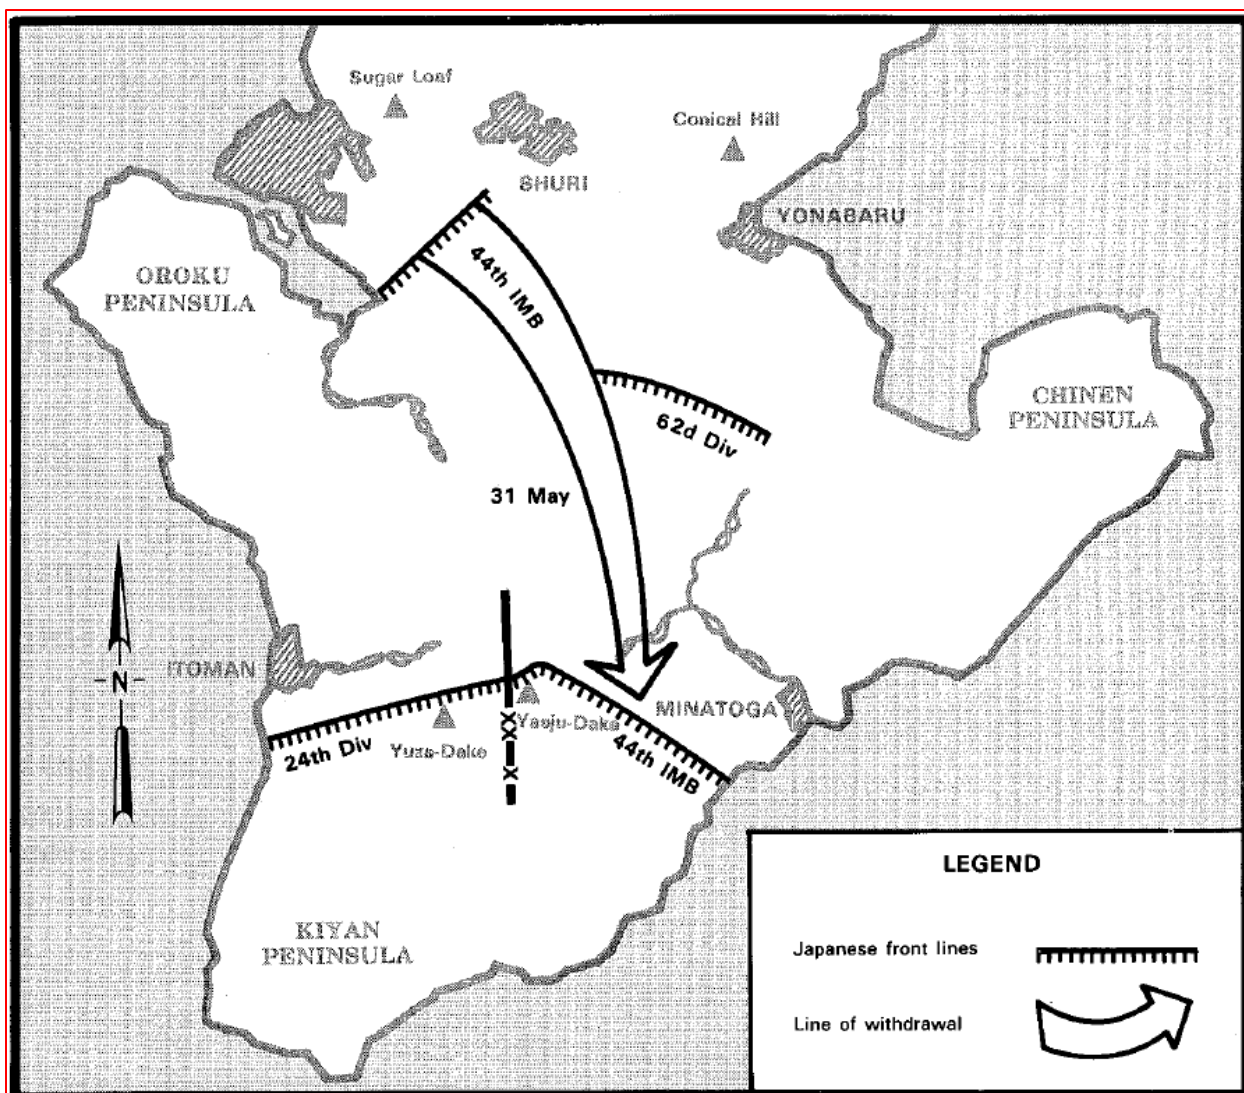 Sugar Loaf
Conical Hill
SHURI
YONABARU
OROKU
PENINSULA
44th IMB
CHINEN
PENINSULA
62d Div
31 May
ITOMAN
-N-
MINATOGA
Yaeju-Dake
24th Div
Yuza-Dake
XX
X
44th IMB
KIYAN
PENINSULA
LEGEND
Japanese front lines
Line of withdrawal